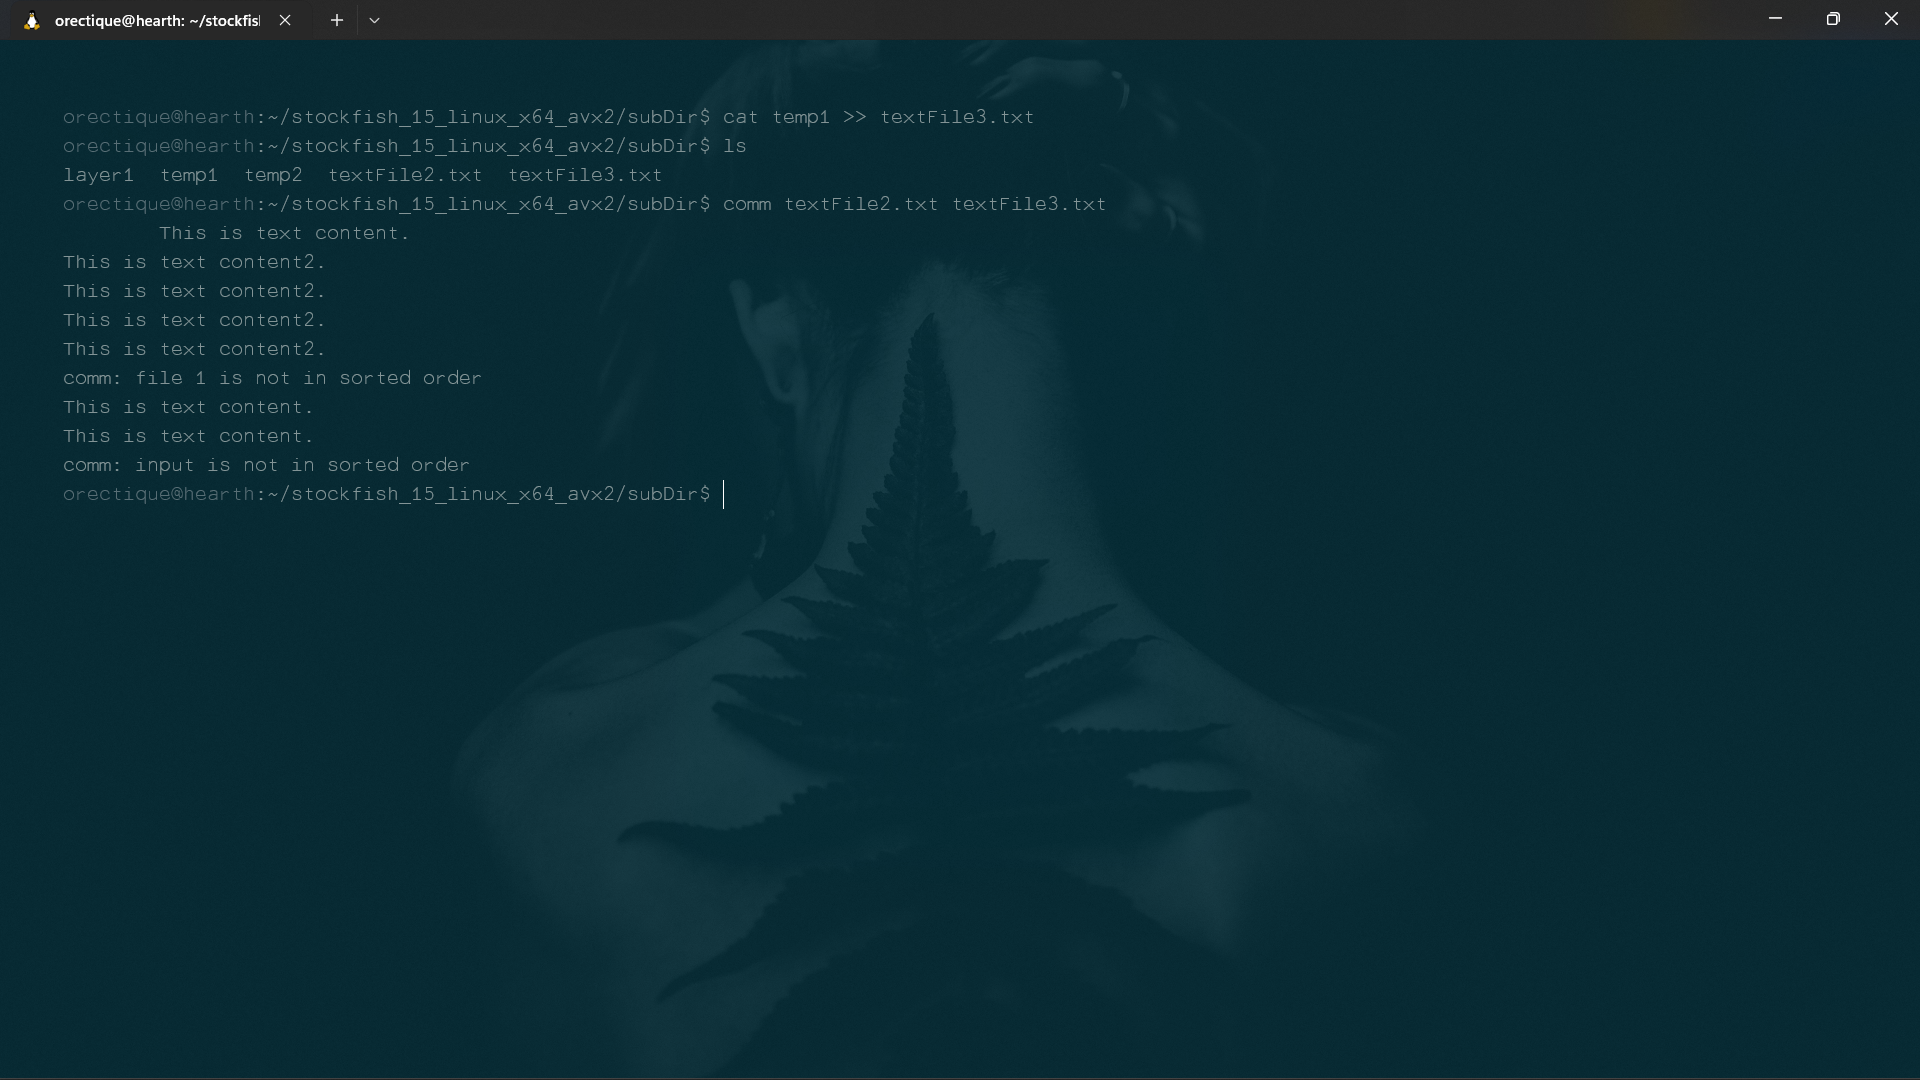 orectique@hearth: ~/stockfis
orectique@hearth:~/stockfish_15_linux_x64_avx2/subDir$ cat temp1 >> textFile3.txt
orectique@hearth:~/stockfish_15_linux_x64_avx2/subDir$ ls
layer1  temp1  temp2  textFile2.txt  textFile3.txt
orectique@hearth:~/stockfish_15_linux_x64_avx2/subDir$ comm textFile2.txt textFile3.txt
        This is text content.
This is text content2.
This is text content2.
This is text content2.
This is text content2.
comm: file 1 is not in sorted order
This is text content.
This is text content.
comm: input is not in sorted order
orectique@hearth:~/stockfish_15_linux_x64_avx2/subDir$